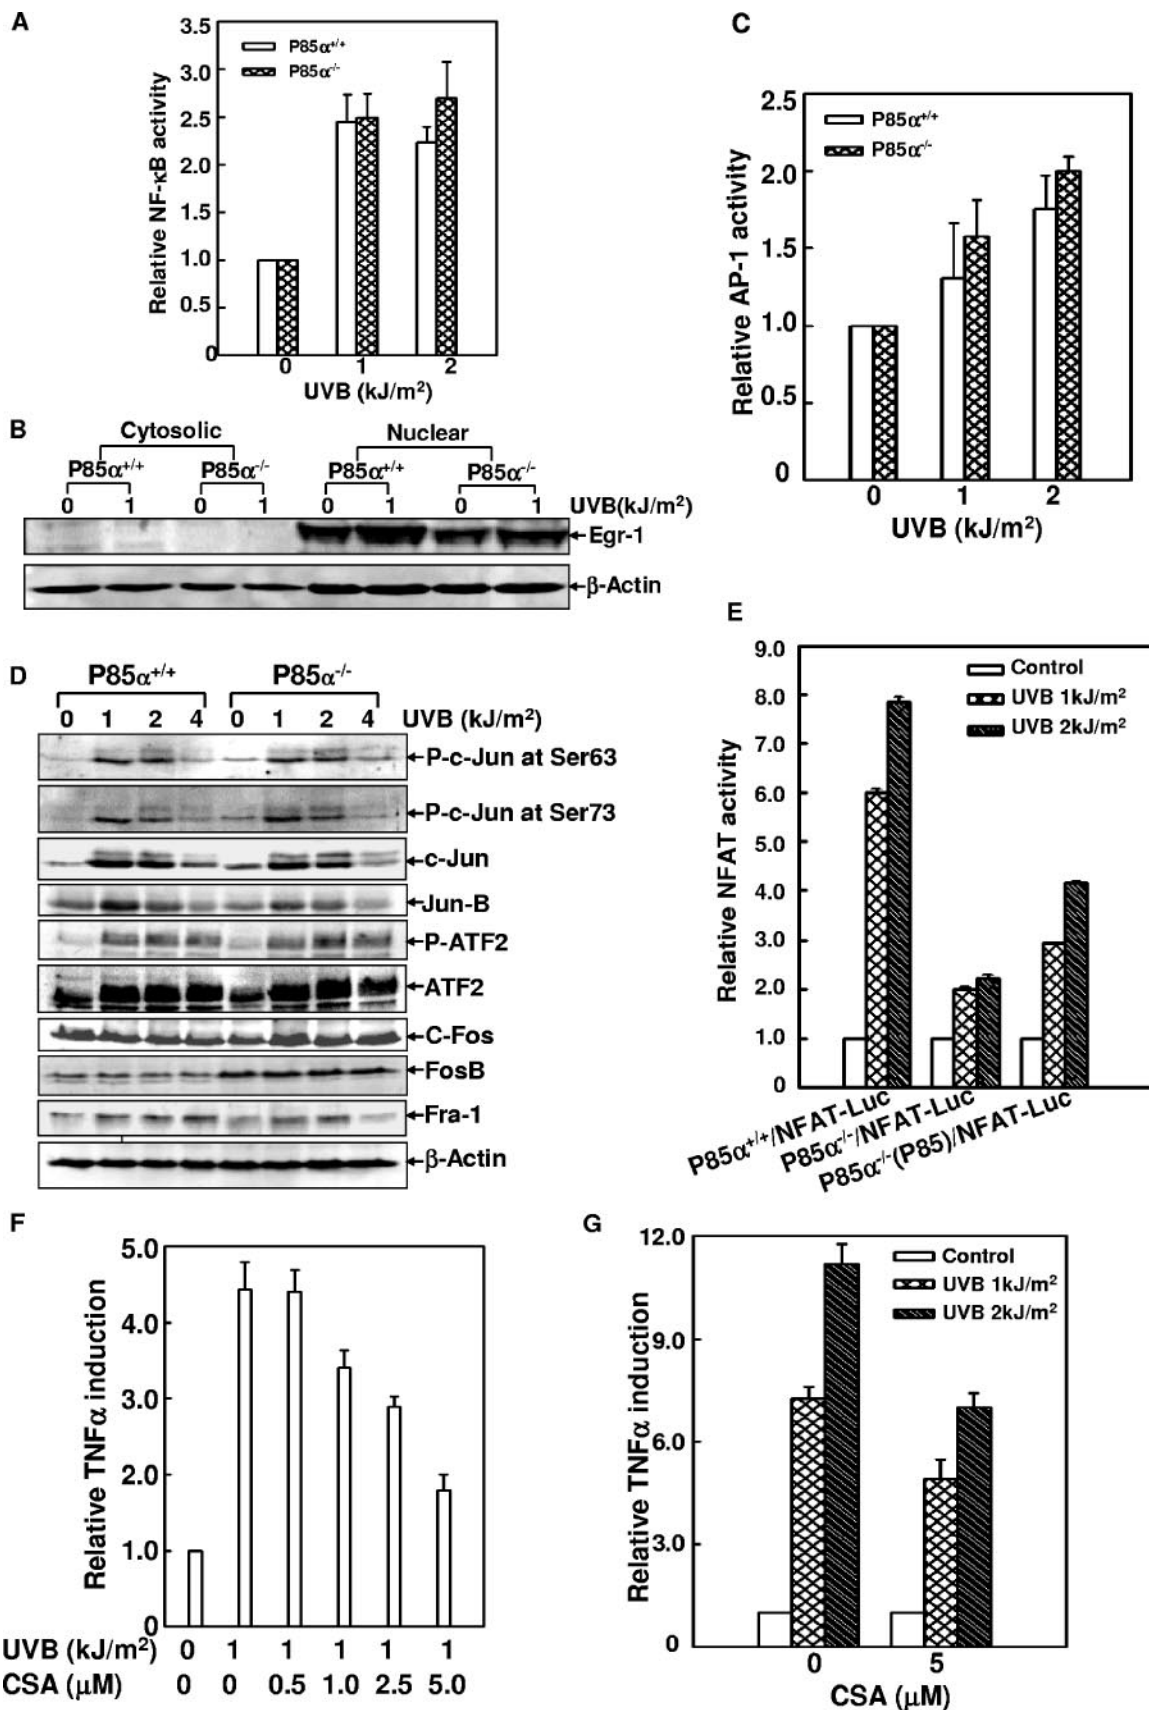 A
Relative NF-κB activity
3.5
3.0
2.5
2.0
1.5
1.0
0.5
0
P85α+/+
P85α-/-
0 1 2
UVB (kJ/m²)
C
Relative AP-1 activity
2.5
2.0
1.5
1.0
0.5
0
P85α+/+
P85α-/-
0 1 2
UVB (kJ/m²)
B
Cytosolic Nuclear
P85α+/+ P85α-/- P85α+/+ P85α-/-
0 1 0 1 0 1 0 1 UVB(kJ/m²)
Egr-1
β-Actin
D
P85α+/+ P85α-/-
0 1 2 4 0 1 2 4 UVB (kJ/m²)
P-c-Jun at Ser63
P-c-Jun at Ser73
c-Jun
Jun-B
P-ATF2
ATF2
C-Fos
FosB
Fra-1
β-Actin
E
Relative NFAT activity
9.0
8.0
7.0
6.0
5.0
4.0
3.0
2.0
1.0
0
Control
UVB 1kJ/m²
UVB 2kJ/m²
P85α+/+/NFAT-Luc
P85α-/-/NFAT-Luc
P85α-/-(P85)/NFAT-Luc
F
Relative TNFα induction
5.0
4.0
3.0
2.0
1.0
0
UVB (kJ/m²) 0 1 1 1 1 1
CSA (μM) 0 0 0.5 1.0 2.5 5.0
G
Relative TNFα induction
12.0
9.0
6.0
3.0
0
Control
UVB 1kJ/m²
UVB 2kJ/m²
0 5
CSA (μM)